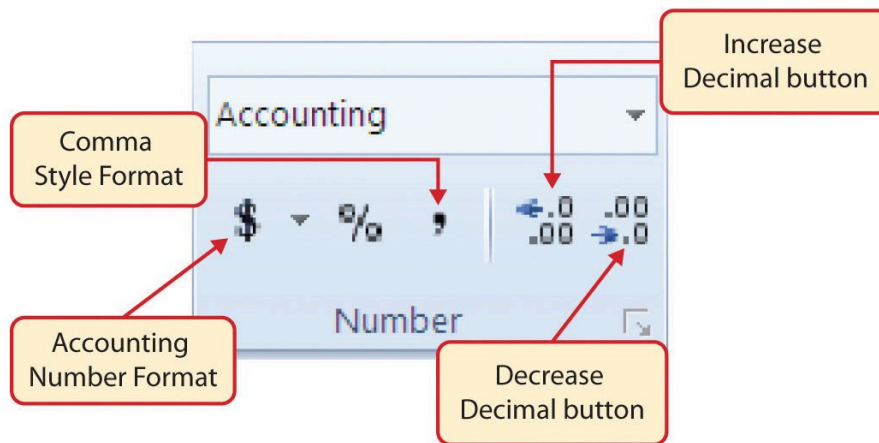 Increase
Decimal button
Accounting
Comma
Style Format
$ % , .0 .00
.00 .0
Number
Accounting
Number Format
Decrease
Decimal button